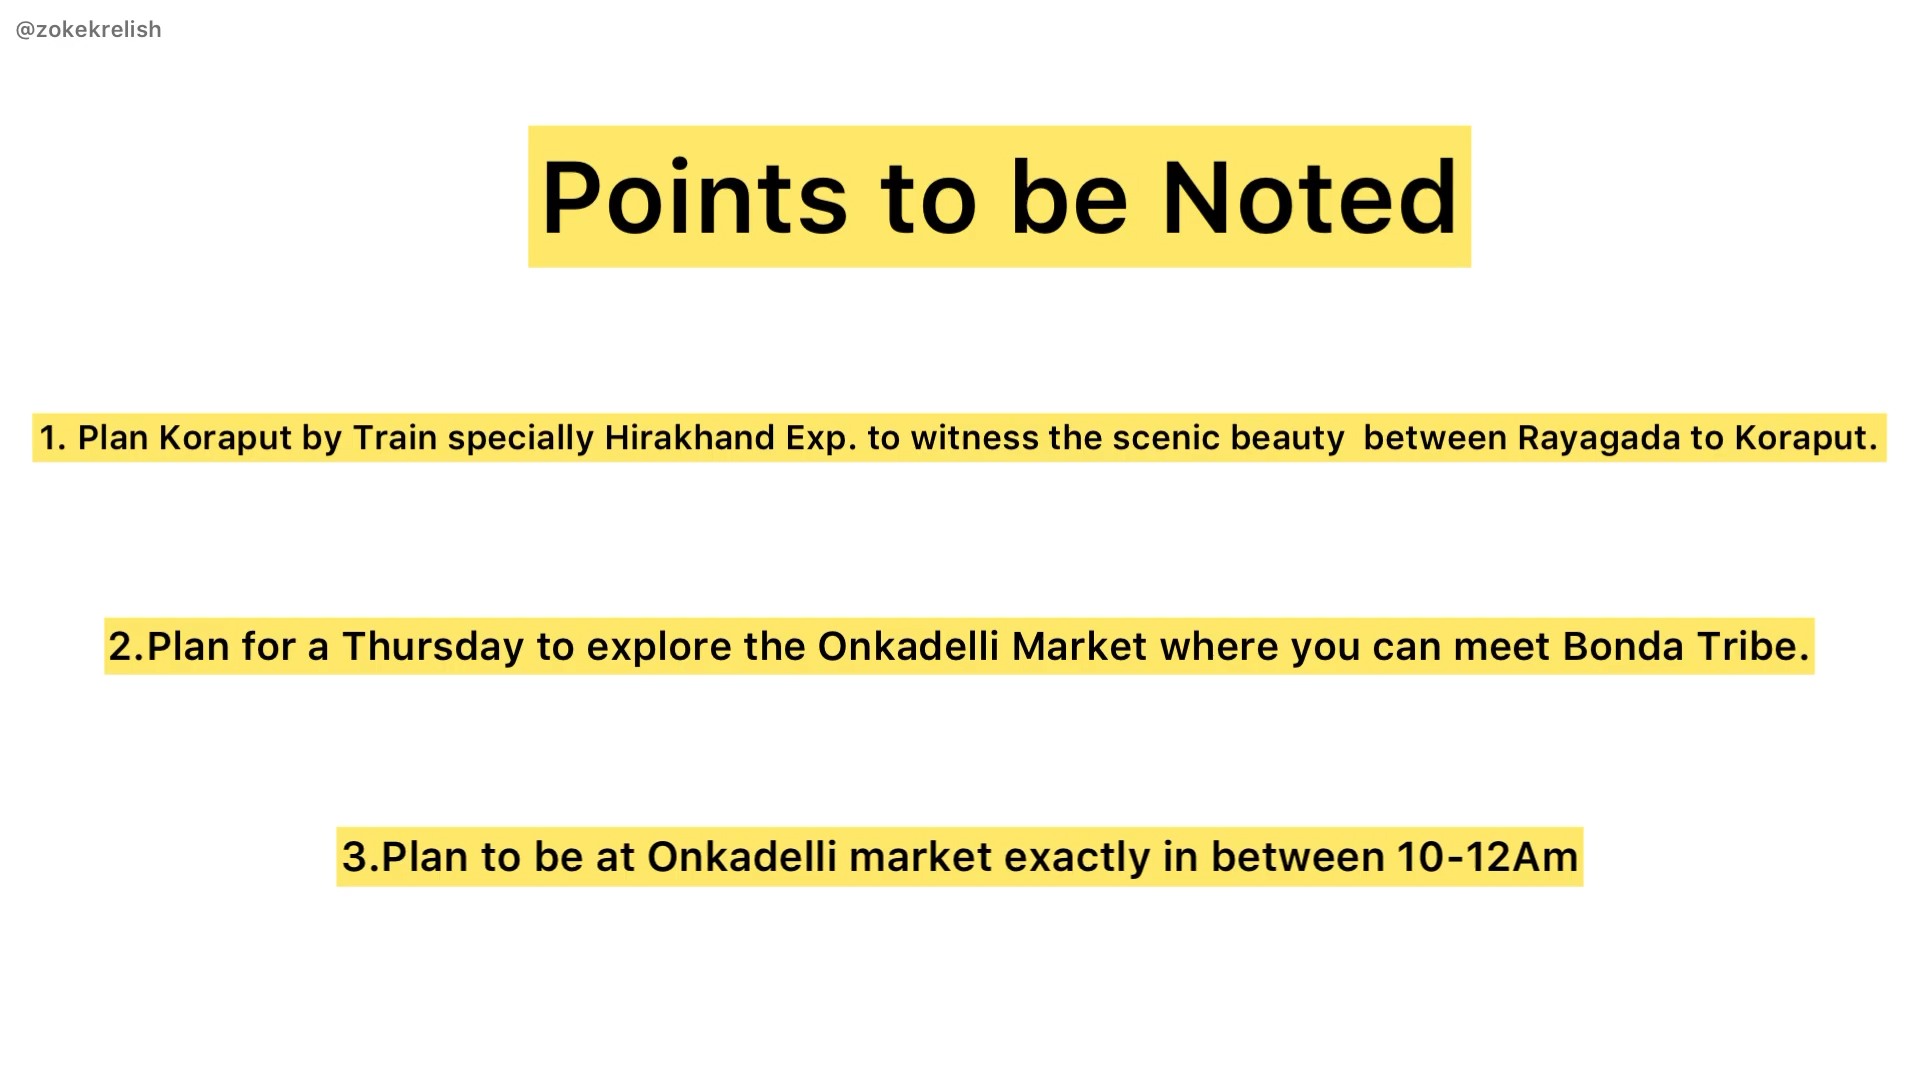 @zokekrelish
Points to be Noted
1. Plan Koraput by Train specially Hirakhand Exp. to witness the scenic beauty  between Rayagada to Koraput.
2.Plan for a Thursday to explore the Onkadelli Market where you can meet Bonda Tribe.
3.Plan to be at Onkadelli market exactly in between 10-12Am